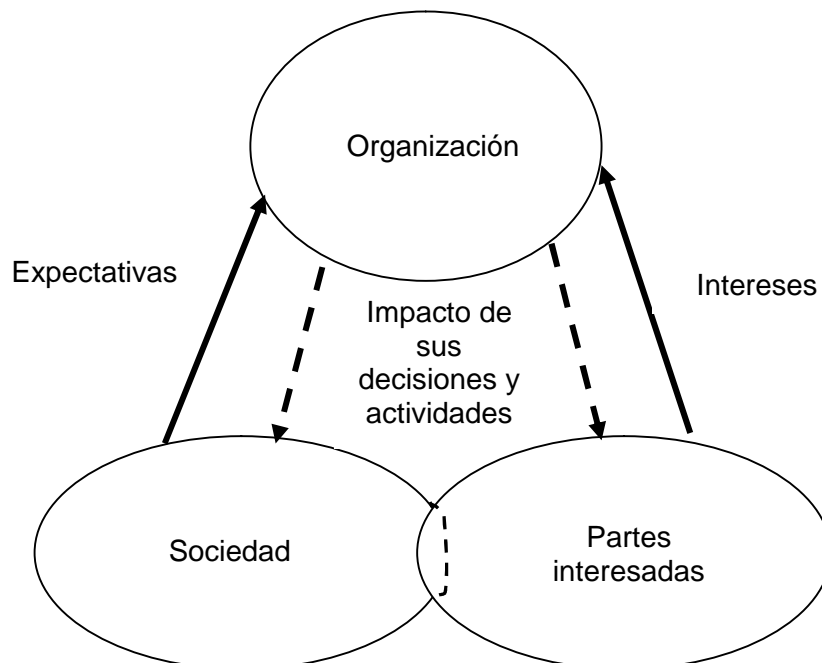 Organización
Expectativas
Intereses
Impacto de
sus
decisiones y
actividades
Sociedad
Partes
interesadas